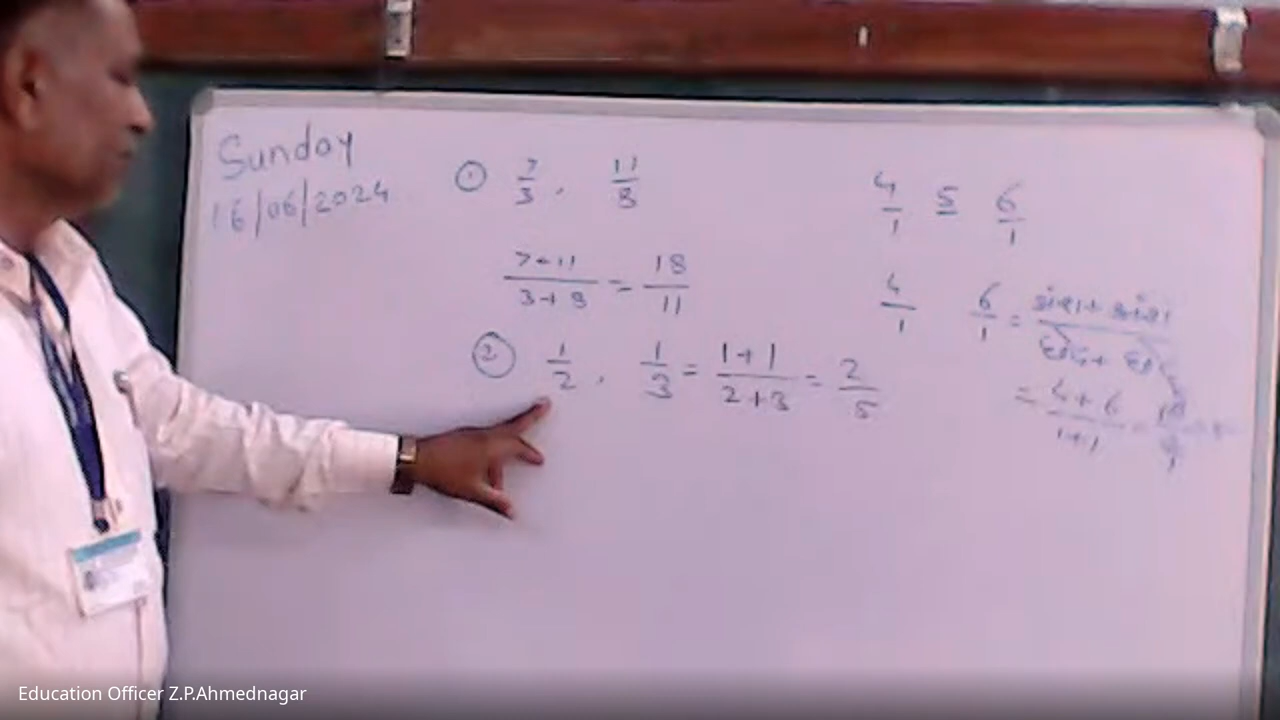 Sunday
16/06/2024
① 7/3 , 11/8
7+11/3+8 = 18/11
② 1/2 , 1/3 = 1+1/2+3 = 2/5
4/1 5 6/1
4/1 6/1 = अंश+अंश/छेद+छेद
= 4+6/1+1 =
Education Officer Z.P.Ahmednagar